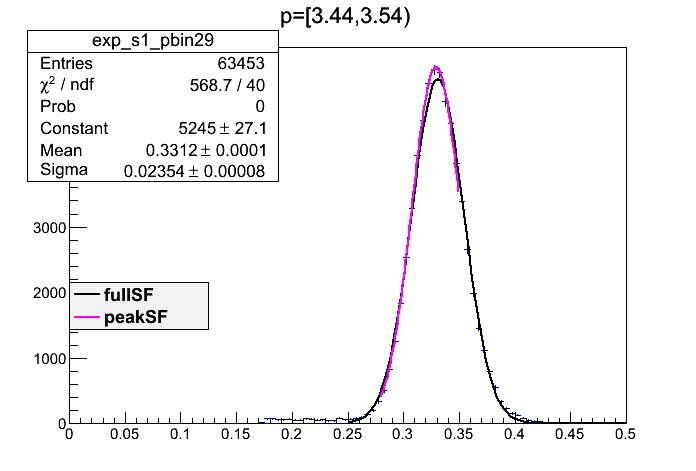 p=[3.44,3.54)
exp_s1_pbin29
Entries 63453
χ² / ndf 568.7 / 40
Prob 0
Constant 5245 ± 27.1
Mean 0.3312 ± 0.0001
Sigma 0.02354 ± 0.00008
3000
2000
fullSF
peakSF
1000
0
0 0.05 0.1 0.15 0.2 0.25 0.3 0.35 0.4 0.45 0.5